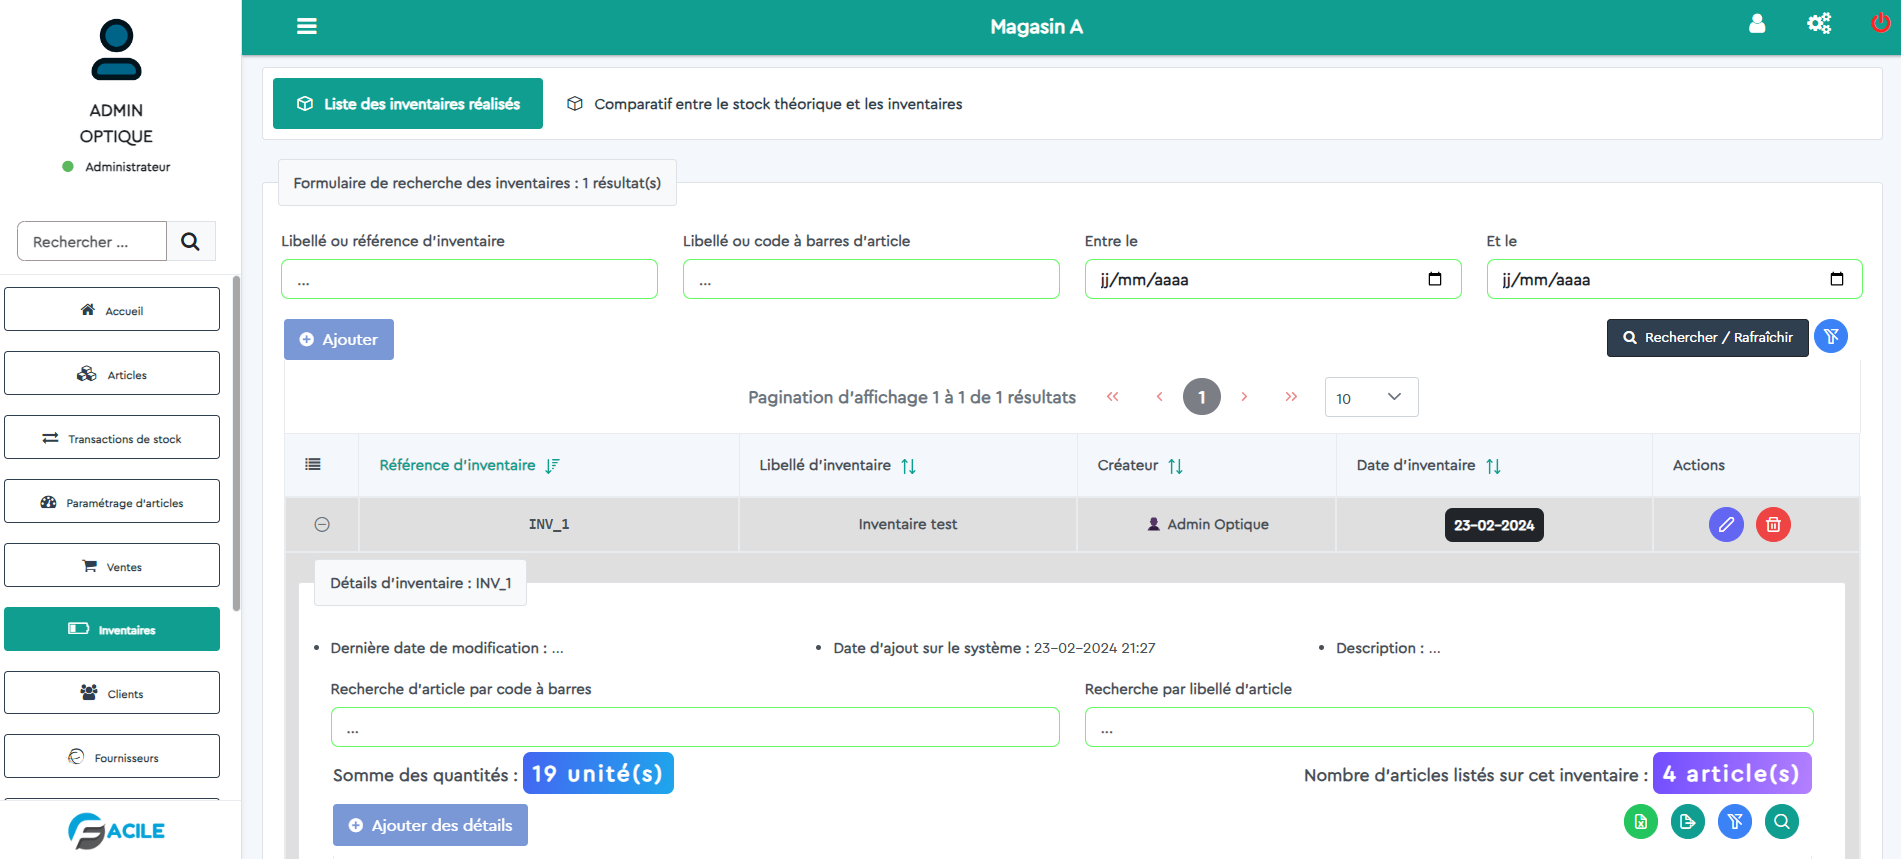 ADMIN
OPTIQUE
Administrateur
Rechercher ...
Accueil
Articles
Transactions de stock
Paramétrage d'articles
Ventes
Inventaires
Clients
Fournisseurs
FACILE
Magasin A
Liste des inventaires réalisés
Comparatif entre le stock théorique et les inventaires
Formulaire de recherche des inventaires : 1 résultat(s)
Libellé ou référence d'inventaire
Libellé ou code à barres d'article
Entre le
Et le
...
...
jj/mm/aaaa
jj/mm/aaaa
Ajouter
Rechercher / Rafraîchir
Pagination d'affichage 1 à 1 de 1 résultats
« ‹ 1 › »
10
Référence d'inventaire
Libellé d'inventaire
Créateur
Date d'inventaire
Actions
INV_1
Inventaire test
Admin Optique
23-02-2024
Détails d'inventaire : INV_1
• Dernière date de modification : ...
• Date d'ajout sur le système : 23-02-2024 21:27
• Description : ...
Recherche d'article par code à barres
Recherche par libellé d'article
...
...
Somme des quantités : 19 unité(s)
Nombre d'articles listés sur cet inventaire : 4 article(s)
Ajouter des détails